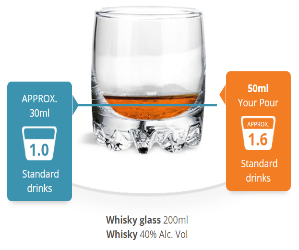 APPROX.
30ml
1.0
Standard
drinks
50ml
Your Pour
APPROX.
1.6
Standard
drinks
Whisky glass 200ml
Whisky 40% Alc. Vol